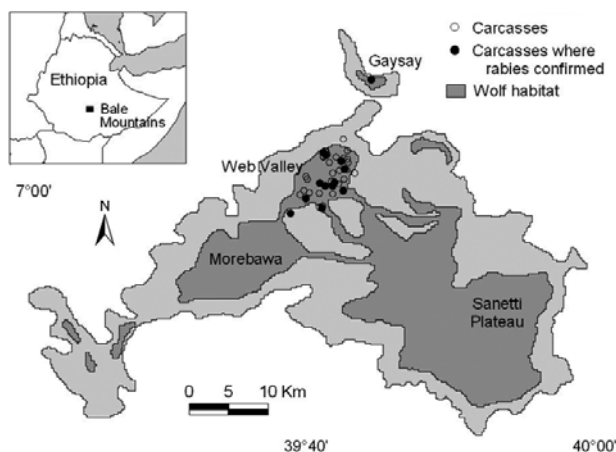 Ethiopia
Bale
Mountains
Carcasses
Carcasses where
rabies confirmed
Wolf habitat
Gaysay
Web Valley
7°00'
N
Morebawa
Sanetti
Plateau
0 5 10 Km
39°40'
40°00'